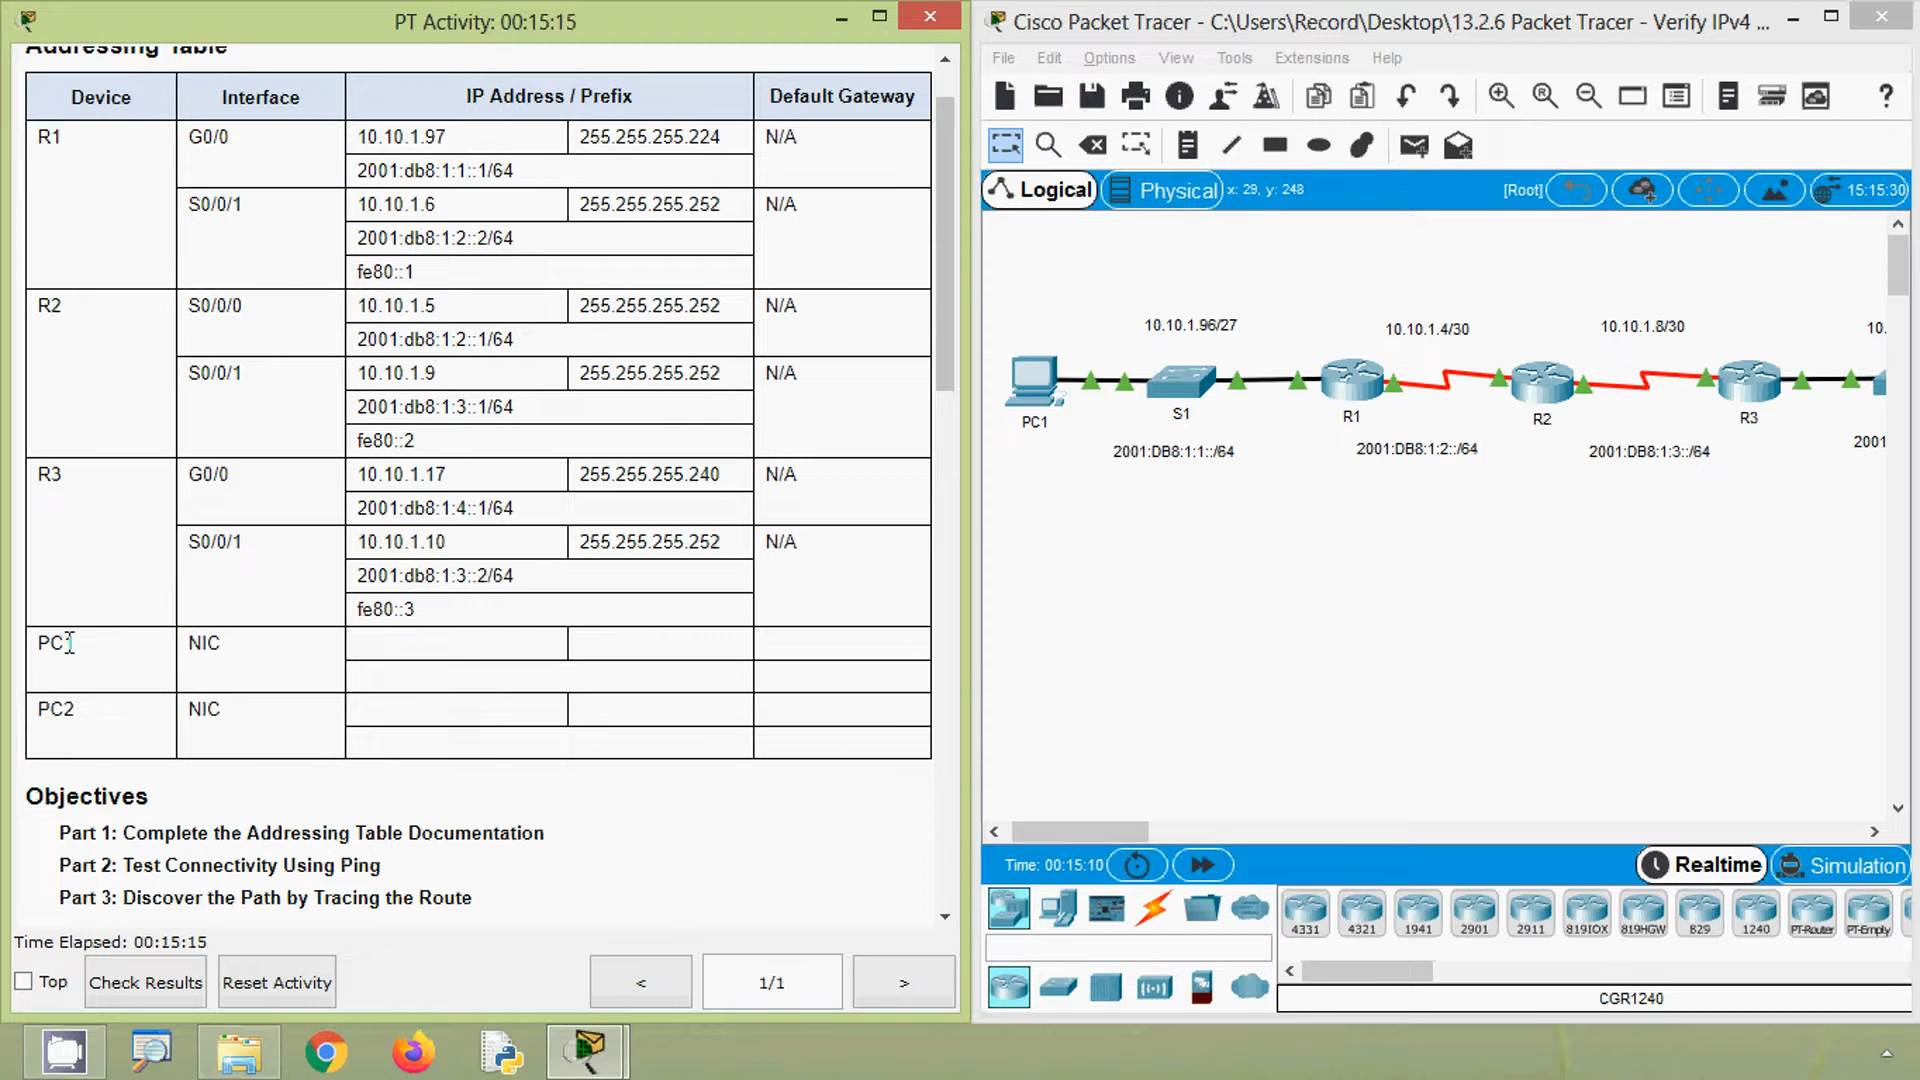 PT Activity: 00:15:15
Addressing Table
Device Interface IP Address / Prefix Default Gateway
R1 G0/0 10.10.1.97 255.255.255.224 N/A
2001:db8:1:1::1/64
S0/0/1 10.10.1.6 255.255.255.252 N/A
2001:db8:1:2::2/64
fe80::1
R2 S0/0/0 10.10.1.5 255.255.255.252 N/A
2001:db8:1:2::1/64
S0/0/1 10.10.1.9 255.255.255.252 N/A
2001:db8:1:3::1/64
fe80::2
R3 G0/0 10.10.1.17 255.255.255.240 N/A
2001:db8:1:4::1/64
S0/0/1 10.10.1.10 255.255.255.252 N/A
2001:db8:1:3::2/64
fe80::3
PC1 NIC
PC2 NIC
Objectives
Part 1: Complete the Addressing Table Documentation
Part 2: Test Connectivity Using Ping
Part 3: Discover the Path by Tracing the Route
Time Elapsed: 00:15:15
Top Check Results Reset Activity < 1/1 >
Cisco Packet Tracer - C:\Users\Record\Desktop\13.2.6 Packet Tracer - Verify IPv4 ...
File Edit Options View Tools Extensions Help
Logical Physical x: 29, y: 248 [Root] 15:15:30
10.10.1.96/27 10.10.1.4/30 10.10.1.8/30 10.
PC1 S1 R1 R2 R3
2001:DB8:1:1::/64 2001:DB8:1:2::/64 2001:DB8:1:3::/64 2001
Time: 00:15:10 Realtime Simulation
4331 4321 1941 2901 2911 819IOX 819HGW 829 1240 PT-Router PT-Empty
CGR1240